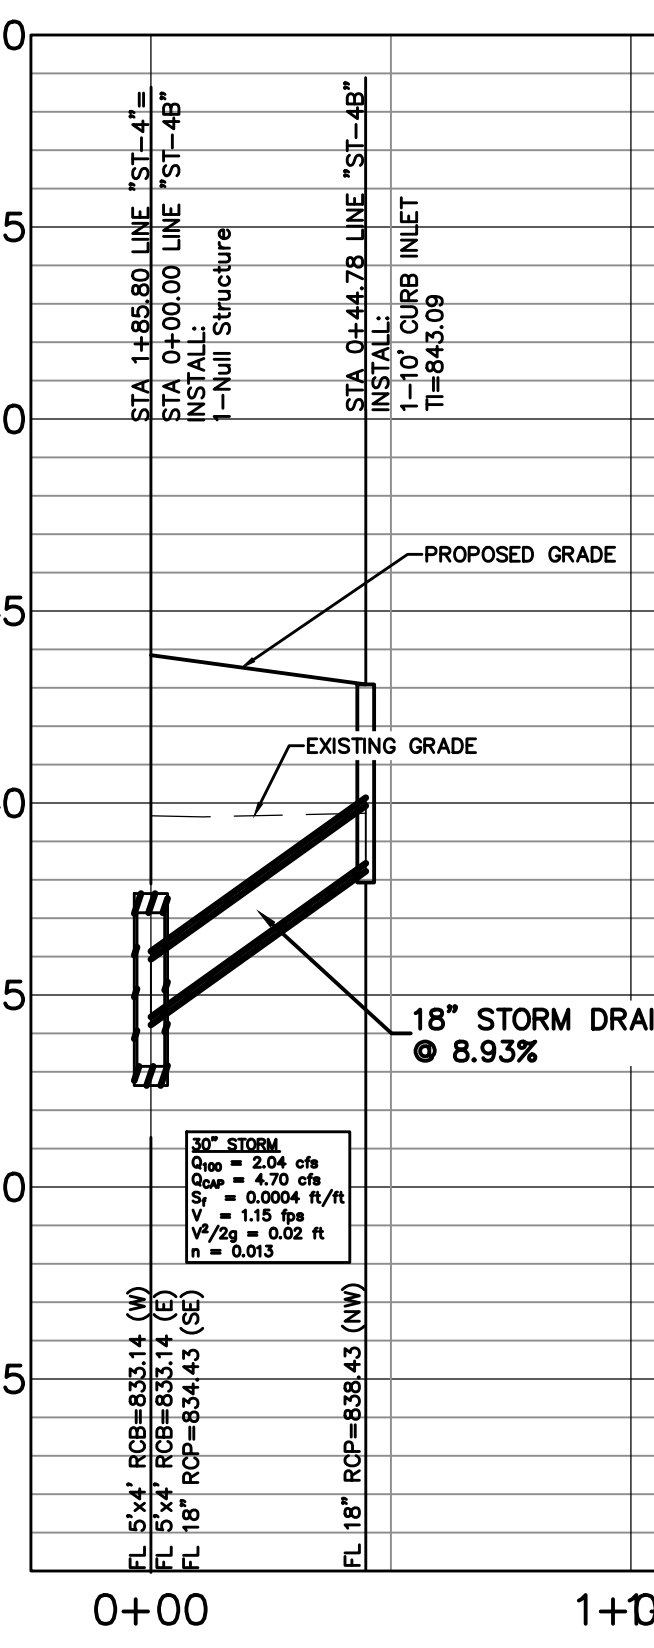 0
5
0
45
40
5
0
5
STA 1+85.80 LINE "ST-4"=
STA 0+00.00 LINE "ST-4B"
INSTALL:
1-Null Structure
STA 0+44.78 LINE "ST-4B"
INSTALL:
1-10' CURB INLET
TI=843.09
PROPOSED GRADE
EXISTING GRADE
18" STORM DRAI
@ 8.93%
30" STORM
Q100 = 2.04 cfs
QCAP = 4.70 cfs
Sf = 0.0004 ft/ft
V = 1.15 fps
V²/2g = 0.02 ft
n = 0.013
FL 5'x4' RCB=833.14 (W)
FL 5'x4' RCB=833.14 (E)
FL 18" RCP=834.43 (SE)
FL 18" RCP=838.43 (NW)
0+00